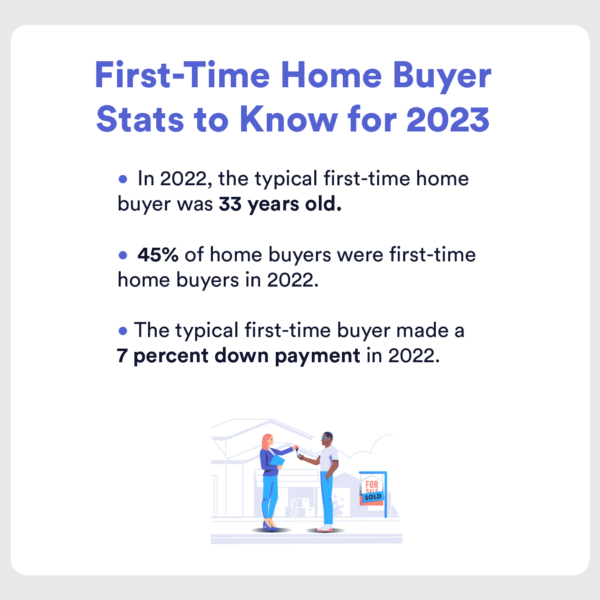 First-Time Home Buyer
Stats to Know for 2023
• In 2022, the typical first-time home
buyer was 33 years old.
• 45% of home buyers were first-time
home buyers in 2022.
• The typical first-time buyer made a
7 percent down payment in 2022.
FOR
SALE
SOLD